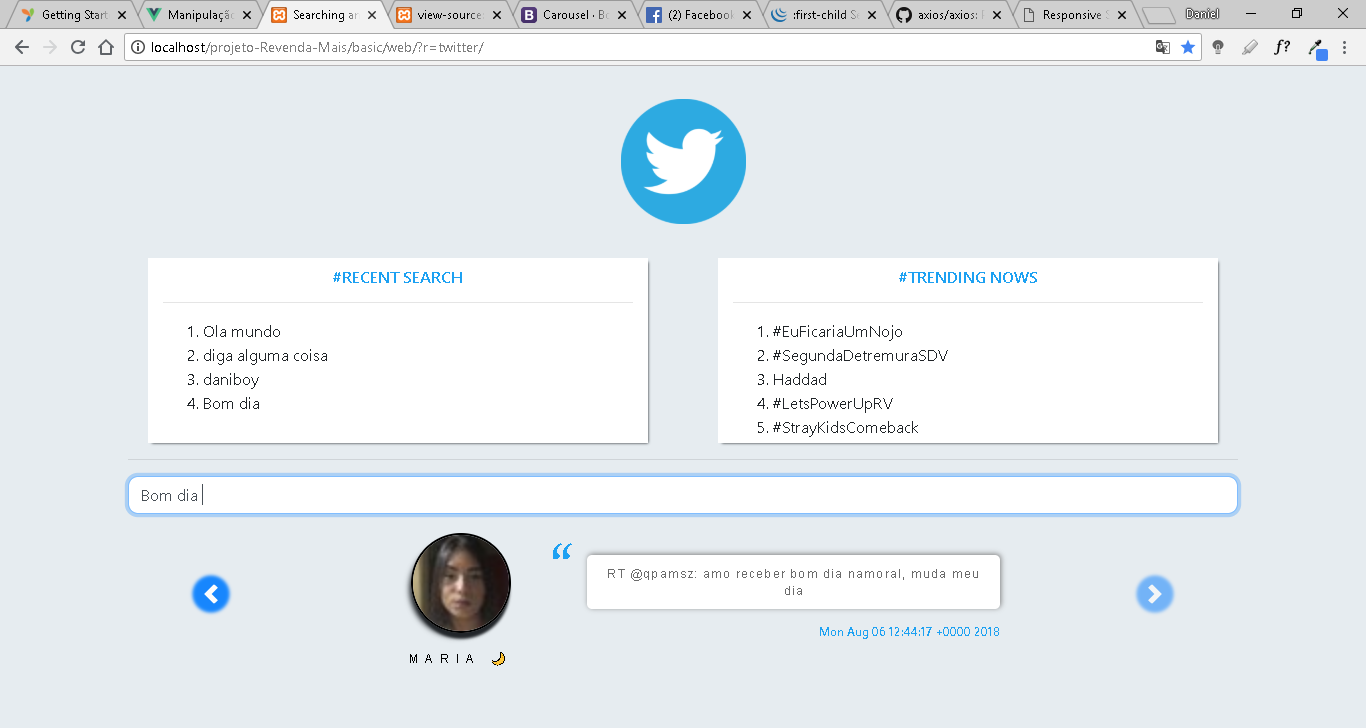 Getting Start
Manipulação
Searching an
view-source:
Carousel · Bo
(2) Facebook
:first-child Se
axios/axios: P
Responsive S
Daniel
localhost/projeto-Revenda-Mais/basic/web/?r=twitter/
f?
#RECENT SEARCH
1. Ola mundo
2. diga alguma coisa
3. daniboy
4. Bom dia
#TRENDING NOWS
1. #EuFicariaUmNojo
2. #SegundaDetremuraSDV
3. Haddad
4. #LetsPowerUpRV
5. #StrayKidsComeback
Bom dia
“
RT @qpamsz: amo receber bom dia namoral, muda meu
dia
Mon Aug 06 12:44:17 +0000 2018
MARIA 🌙